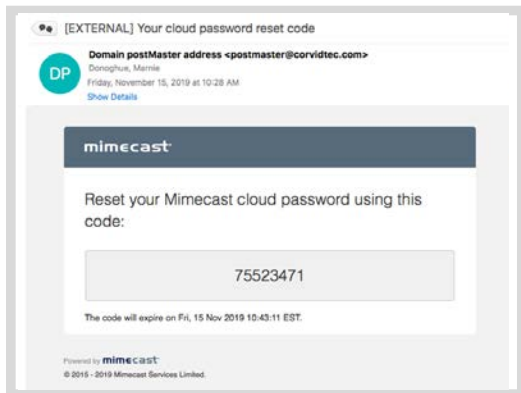 [EXTERNAL] Your cloud password reset code
DP
Domain postMaster address <postmaster@corvidtec.com>
Donoghue, Marnie
Friday, November 15, 2019 at 10:28 AM
Show Details
mimecast
Reset your Mimecast cloud password using this
code:
75523471
The code will expire on Fri, 15 Nov 2019 10:43:11 EST.
Powered by mimecast
© 2015 - 2019 Mimecast Services Limited.